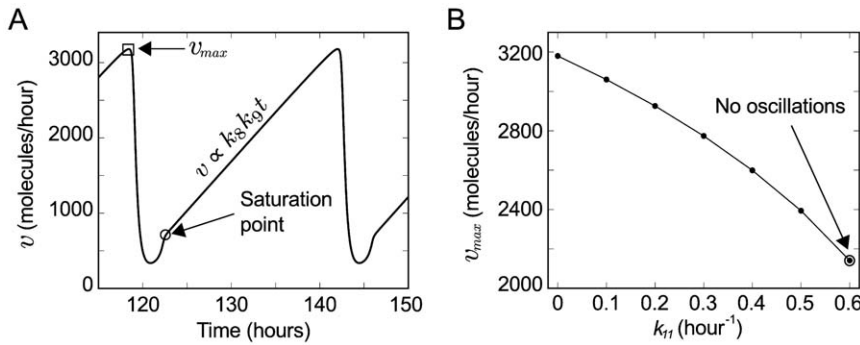 A
v (molecules/hour)
3000
2000
1000
0
v_max
v ∝ k₈k₉t
Saturation
point
120
130
140
150
Time (hours)
B
v_max (molecules/hour)
3200
2800
2400
2000
No oscillations
0
0.1
0.2
0.3
0.4
0.5
0.6
k₁₁ (hour⁻¹)